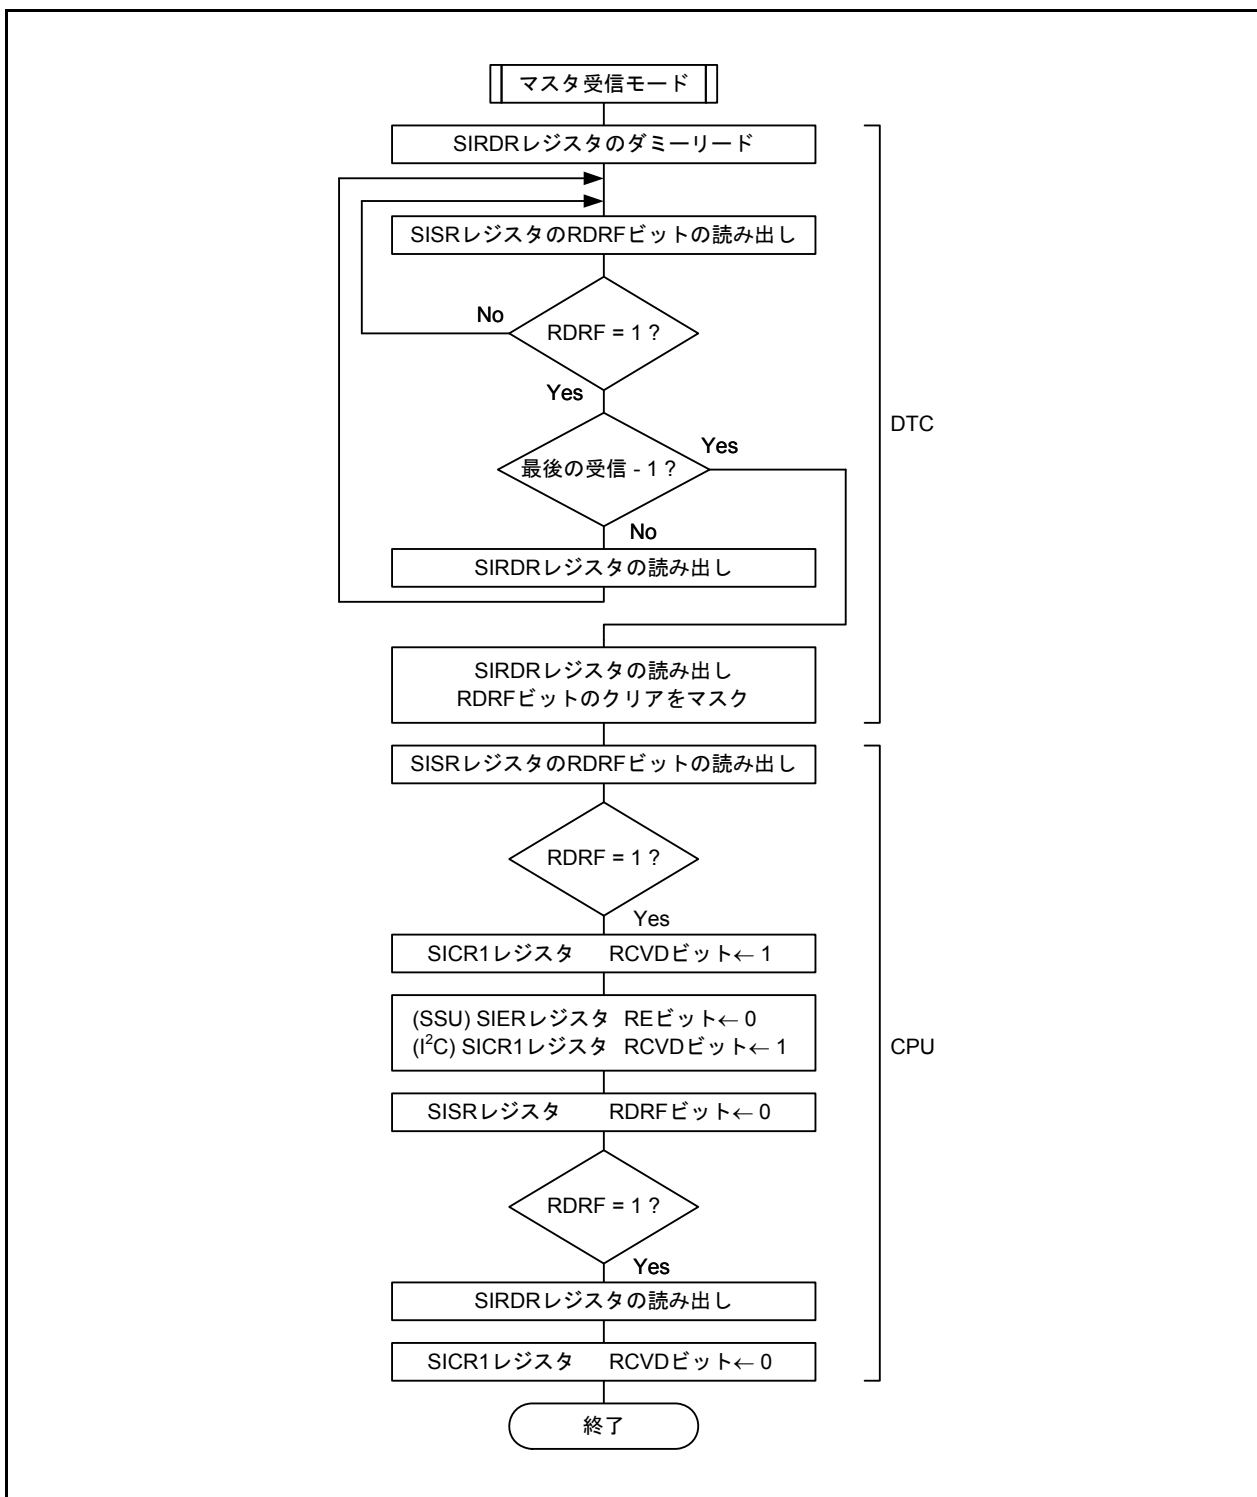 マスタ受信モード
SIRDRレジスタのダミーリード
SISRレジスタのRDRFビットの読み出し
No
RDRF = 1 ?
Yes
DTC
Yes
最後の受信 - 1 ?
No
SIRDRレジスタの読み出し
SIRDRレジスタの読み出し
RDRFビットのクリアをマスク
SISRレジスタのRDRFビットの読み出し
RDRF = 1 ?
Yes
SICR1レジスタ RCVDビット← 1
(SSU) SIERレジスタ REビット← 0
(I²C) SICR1レジスタ RCVDビット← 1
CPU
SISRレジスタ RDRFビット← 0
RDRF = 1 ?
Yes
SIRDRレジスタの読み出し
SICR1レジスタ RCVDビット← 0
終了